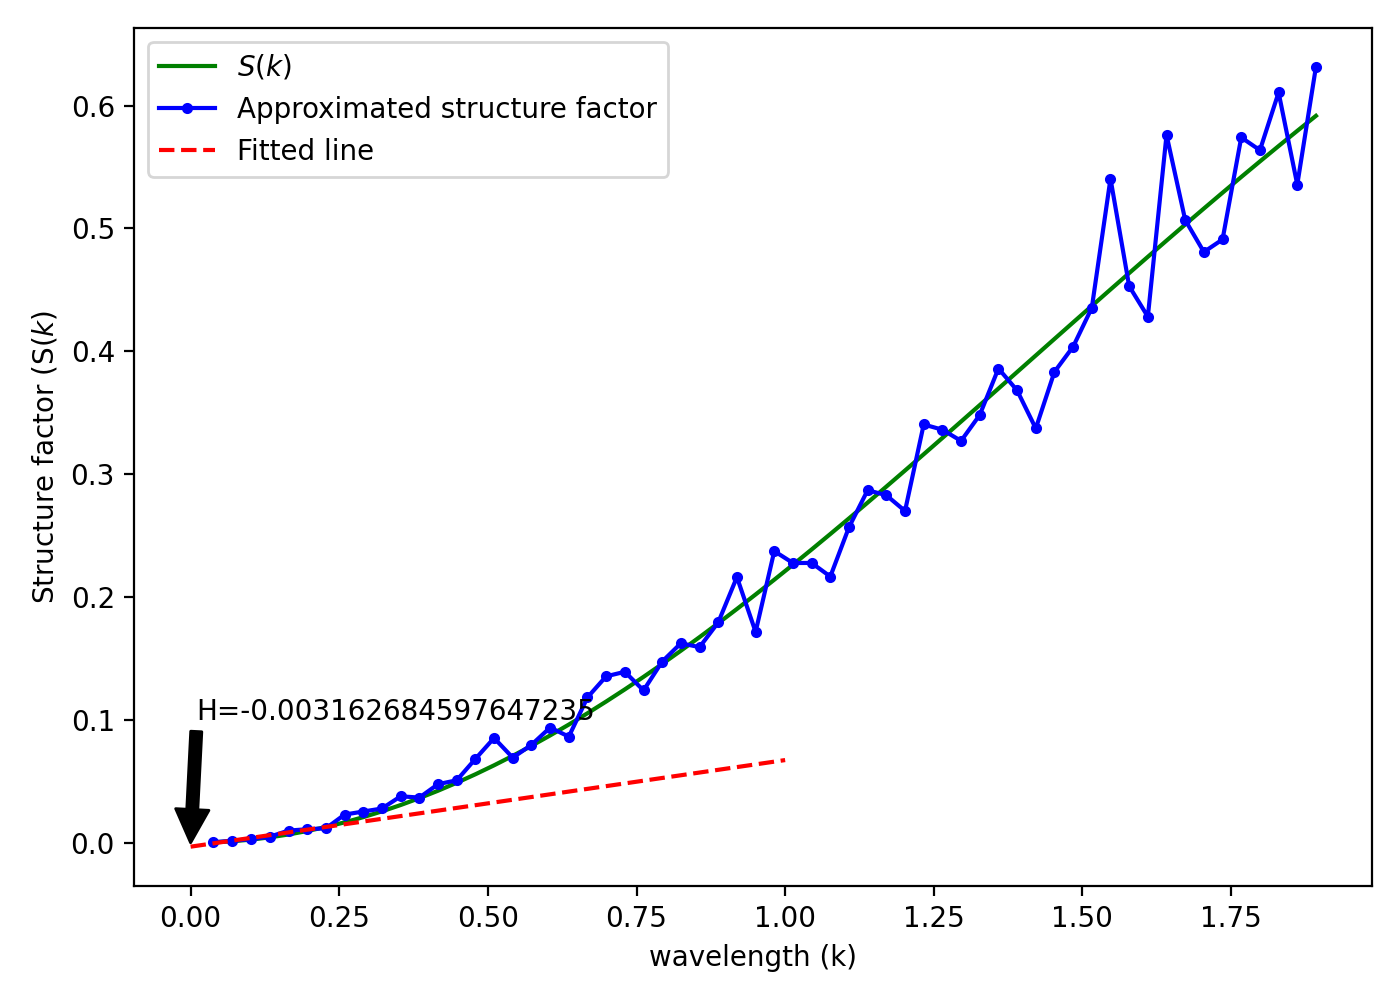 S(k)
Approximated structure factor
Fitted line
0.6
0.5
0.4
0.3
0.2
0.1
0.0
Structure factor (S(k)
H=-0.003162684597647235
0.00 0.25 0.50 0.75 1.00 1.25 1.50 1.75
wavelength (k)